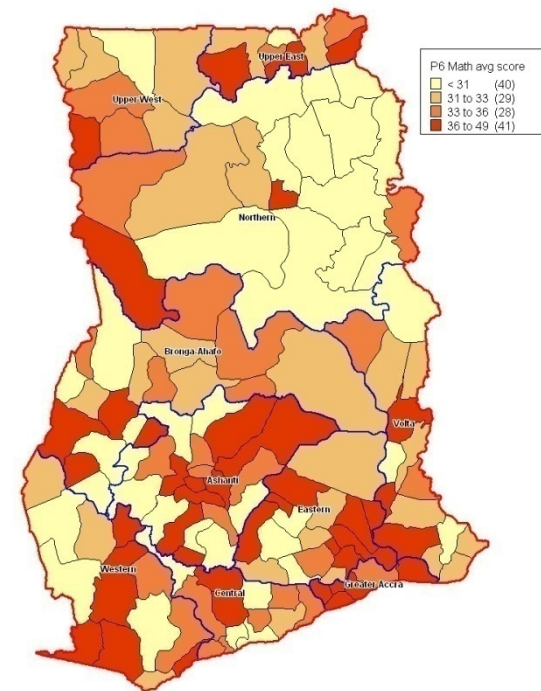 P6 Math avg score
< 31 (40)
31 to 33 (29)
33 to 36 (28)
36 to 49 (41)
Upper East
Upper West
Northern
Bronga-Ahafo
Volta
Ashanti
Eastern
Western
Central
Greater Accra